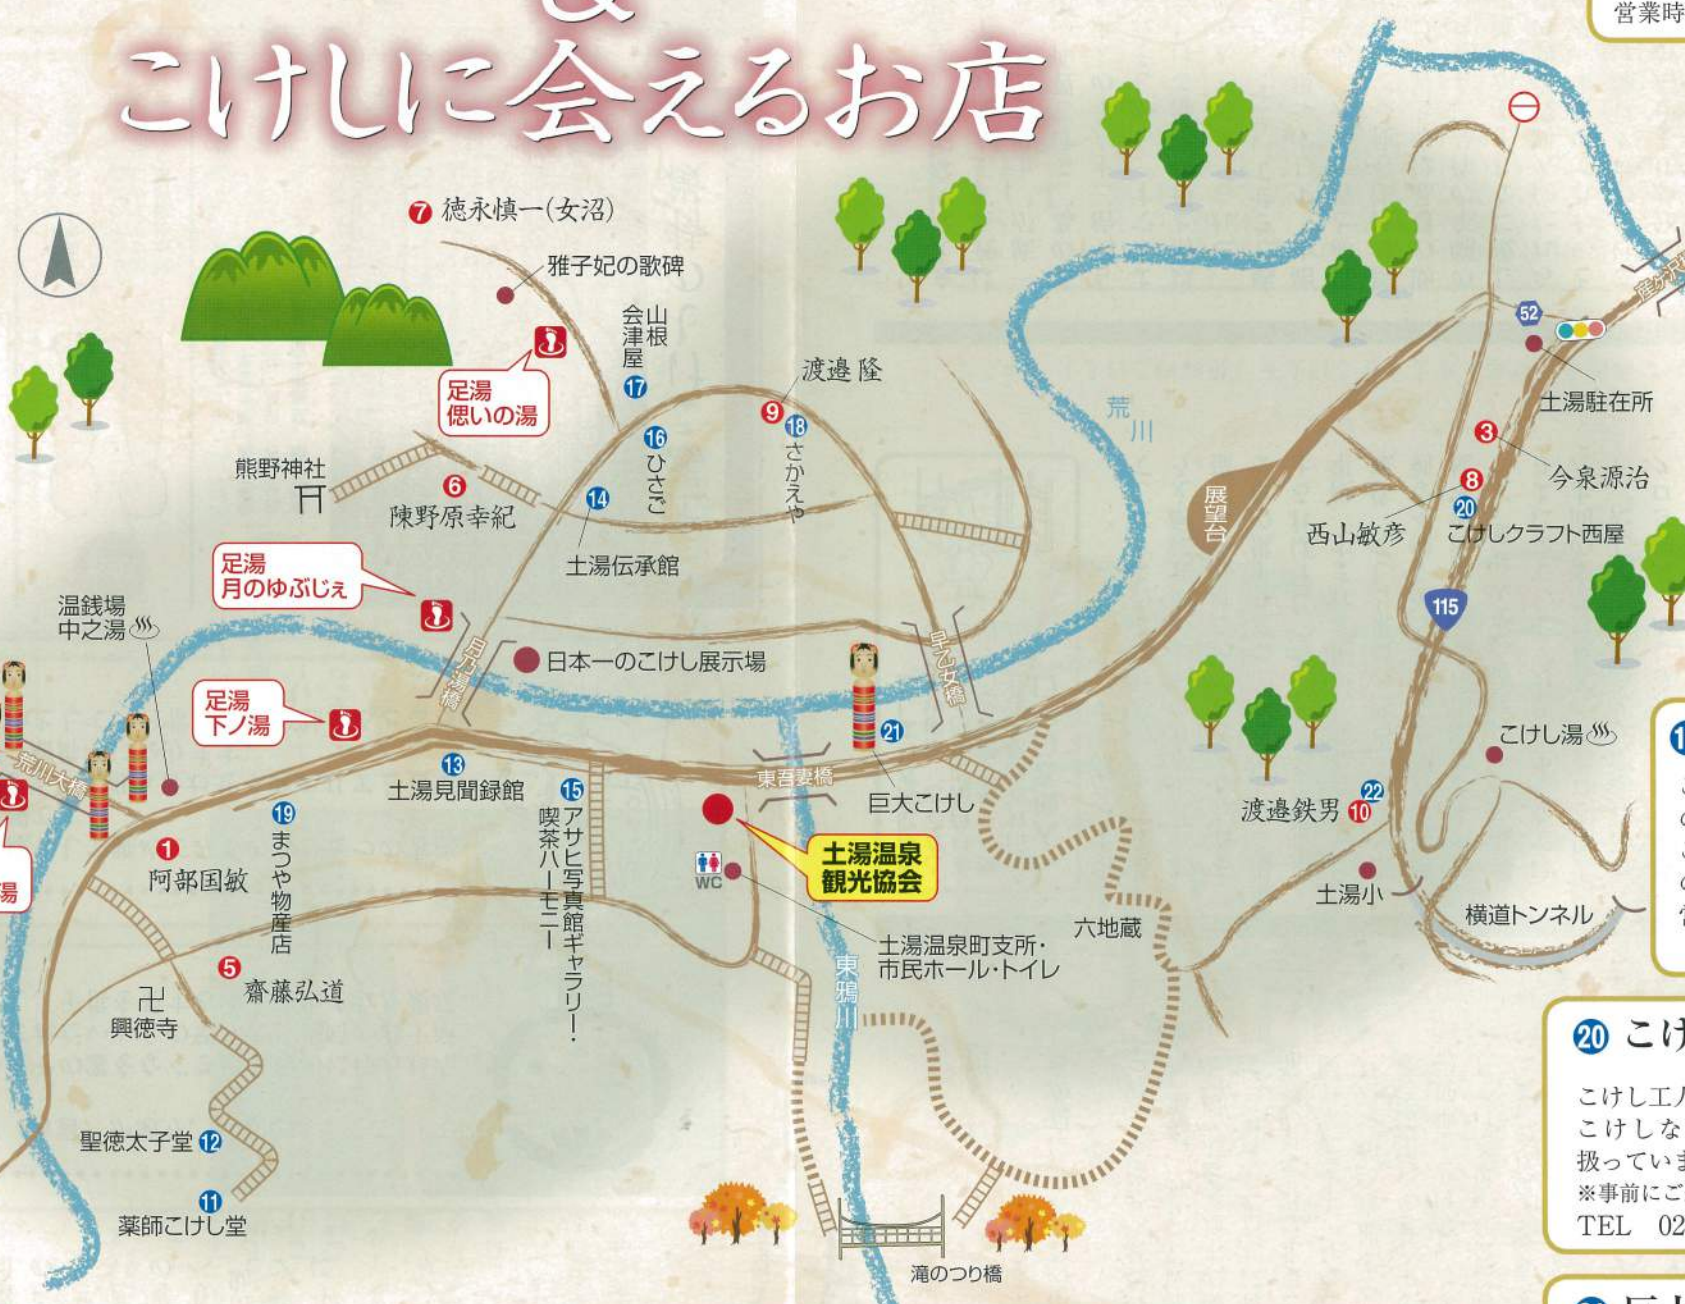 &
こけしに会えるお店
営業時
7 徳永慎一(女沼)
雅子妃の歌碑
山根
会津屋
17
足湯
偲いの湯
渡邉 隆
9
18
さかえや
16
ひさご
14
土湯伝承館
熊野神社
6
陳野原幸紀
足湯
月のゆぶじぇ
温銭場
中之湯
足湯
下ノ湯
月乃湯橋
日本一のこけし展示場
早乙女橋
荒川
展望台
52
土湯駐在所
3
今泉源治
8
西山敏彦
20
こけしクラフト西屋
115
こけし湯
荒川大橋
湯
1
阿部国敏
19
まつや物産店
13
土湯見聞録館
15
アサヒ写真館ギャラリー・
喫茶ハーモニー
東吾妻橋
21
巨大こけし
土湯温泉
観光協会
WC
土湯温泉町支所・
市民ホール・トイレ
東鴉川
六地蔵
22
渡邉鉄男 10
土湯小
横道トンネル
5
齋藤弘道
卍
興徳寺
聖徳太子堂 12
11
薬師こけし堂
滝のつり橋
20 こけ
こけし工人
こけしな
扱っていま
※事前にご
TEL 02